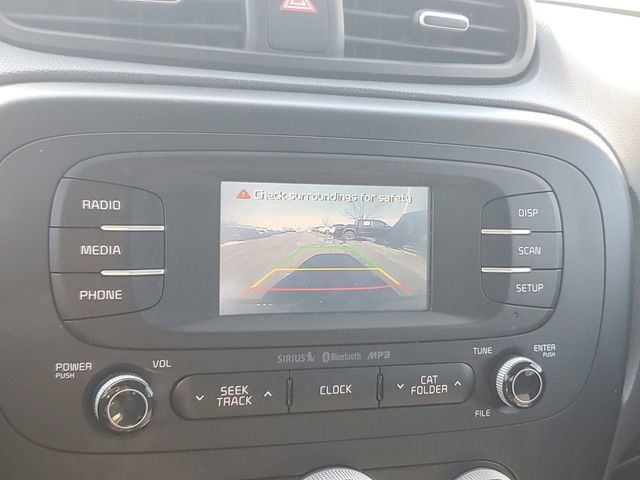 Check surroundings for safety
RADIO
MEDIA
PHONE
DISP
SCAN
SETUP
SIRIUS Bluetooth MP3
POWER
PUSH
VOL
SEEK
TRACK
CLOCK
CAT
FOLDER
TUNE
ENTER
PUSH
FILE